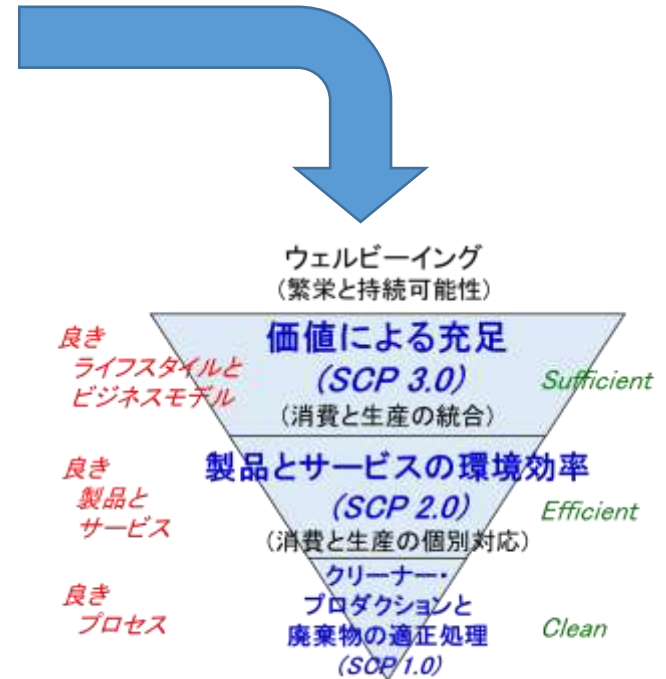 ウェルビーイング
(繁栄と持続可能性)
良き
ライフスタイルと
ビジネスモデル
価値による充足
(SCP 3.0)
(消費と生産の統合)
Sufficient
良き
製品と
サービス
製品とサービスの環境効率
(SCP 2.0)
(消費と生産の個別対応)
Efficient
良き
プロセス
クリーナー・
プロダクションと
廃棄物の適正処理
(SCP 1.0)
Clean